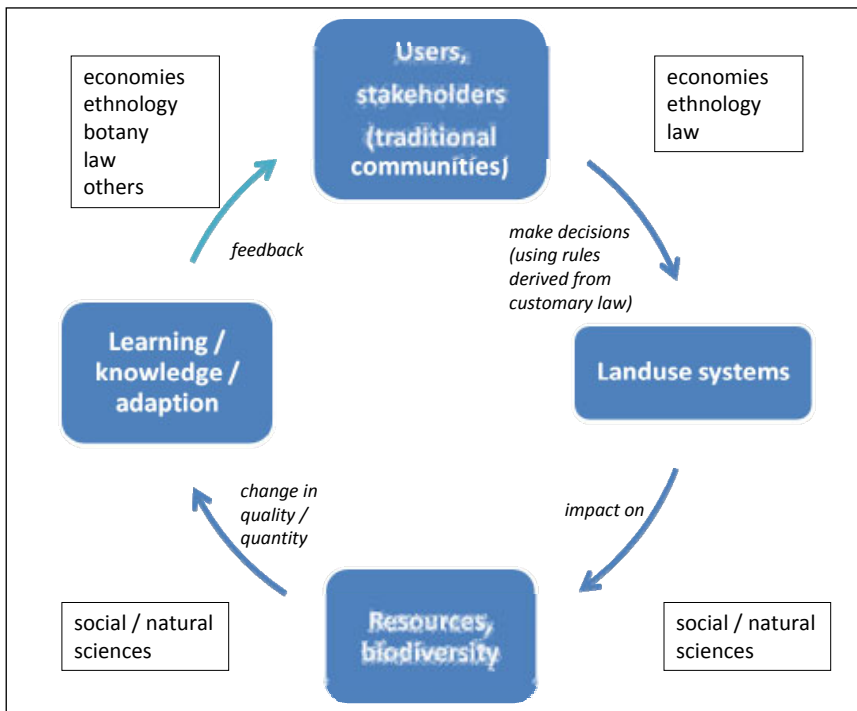 Users,
stakeholders
(traditional
communities)
economies
ethnology
botany
law
others
economies
ethnology
law
feedback
make decisions
(using rules
derived from
customary law)
Learning /
knowledge /
adaption
Landuse systems
change in
quality /
quantity
impact on
Resources,
biodiversity
social / natural
sciences
social / natural
sciences